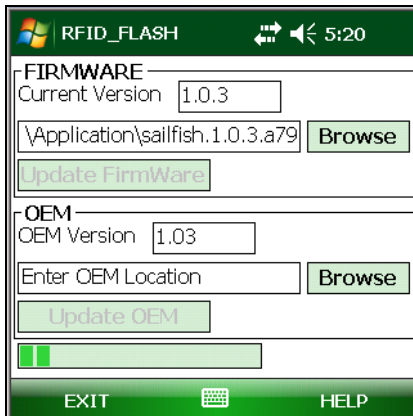 RFID_FLASH 5:20
FIRMWARE
Current Version 1.0.3
\Application\sailfish.1.0.3.a79 Browse
Update FirmWare
OEM
OEM Version 1.03
Enter OEM Location Browse
Update OEM
EXIT HELP